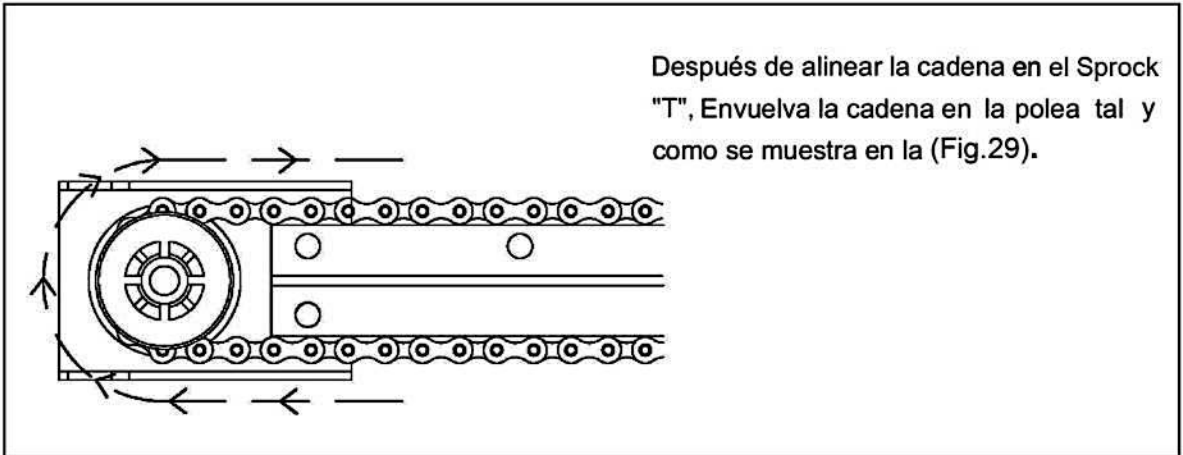 Después de alinear la cadena en el Sprock
"T", Envuelva la cadena en la polea tal y
como se muestra en la (Fig.29).